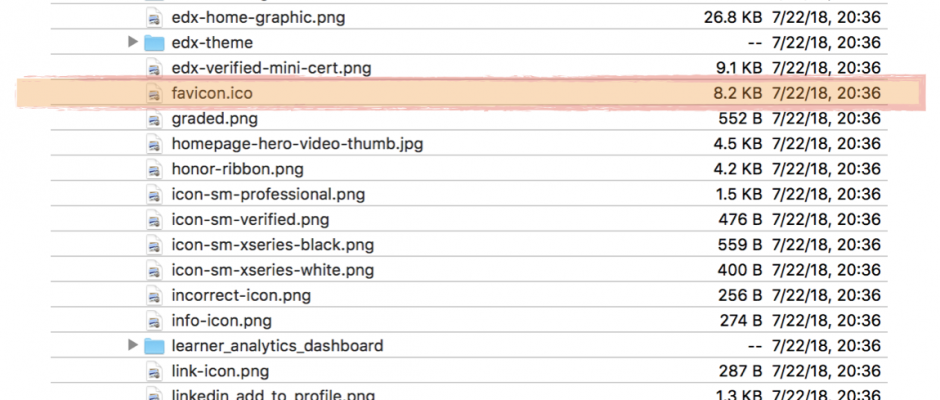 edx-home-graphic.png 26.8 KB 7/22/18, 20:36
edx-theme -- 7/22/18, 20:36
edx-verified-mini-cert.png 9.1 KB 7/22/18, 20:36
favicon.ico 8.2 KB 7/22/18, 20:36
graded.png 552 B 7/22/18, 20:36
homepage-hero-video-thumb.jpg 4.5 KB 7/22/18, 20:36
honor-ribbon.png 4.2 KB 7/22/18, 20:36
icon-sm-professional.png 1.5 KB 7/22/18, 20:36
icon-sm-verified.png 476 B 7/22/18, 20:36
icon-sm-xseries-black.png 559 B 7/22/18, 20:36
icon-sm-xseries-white.png 400 B 7/22/18, 20:36
incorrect-icon.png 256 B 7/22/18, 20:36
info-icon.png 274 B 7/22/18, 20:36
learner_analytics_dashboard -- 7/22/18, 20:36
link-icon.png 287 B 7/22/18, 20:36
linkedin_add_to_profile.png 1.3 KB 7/22/18, 20:36